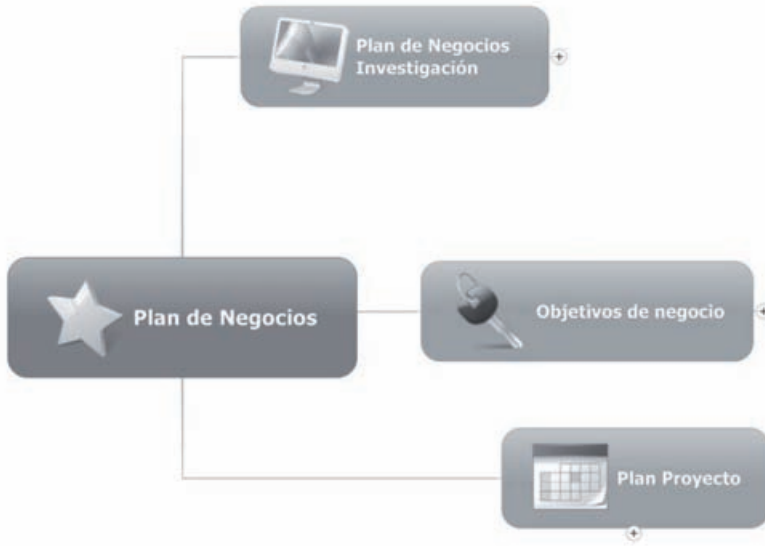 Plan de Negocios
Investigación
Plan de Negocios
Objetivos de negocio
Plan Proyecto